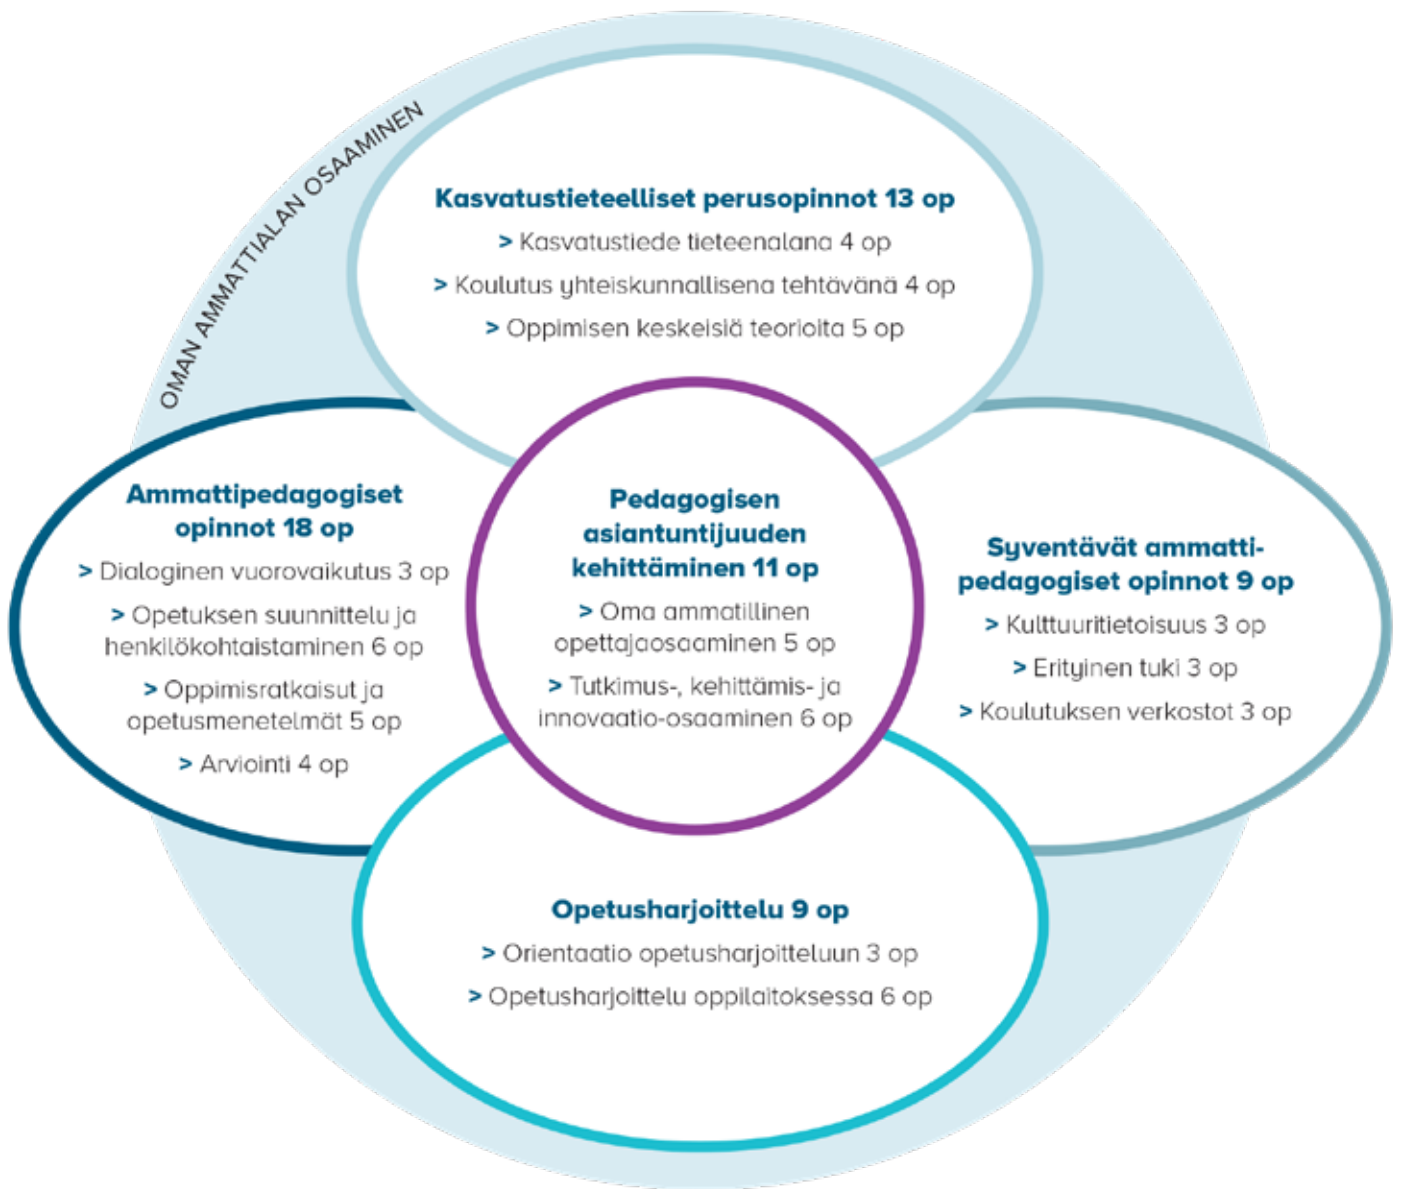 OMAN AMMATTIALAN OSAAMINEN
Kasvatustieteelliset perusopinnot 13 op
> Kasvatustiede tieteenalana 4 op
> Koulutus yhteiskunnallisena tehtävänä 4 op
> Oppimisen keskeisiä teorioita 5 op
Ammattipedagogiset
opinnot 18 op
> Dialoginen vuorovaikutus 3 op
> Opetuksen suunnittelu ja
henkilökohtaistaminen 6 op
> Oppimisratkaisut ja
opetusmenetelmät 5 op
> Arviointi 4 op
Pedagogisen
asiantuntijuuden
kehittäminen 11 op
> Oma ammatillinen
opettajaosaaminen 5 op
> Tutkimus-, kehittämis- ja
innovaatio-osaaminen 6 op
Syventävät ammatti-
pedagogiset opinnot 9 op
> Kulttuuritietoisuus 3 op
> Erityinen tuki 3 op
> Koulutuksen verkostot 3 op
Opetusharjoittelu 9 op
> Orientaatio opetusharjoitteluun 3 op
> Opetusharjoittelu oppilaitoksessa 6 op